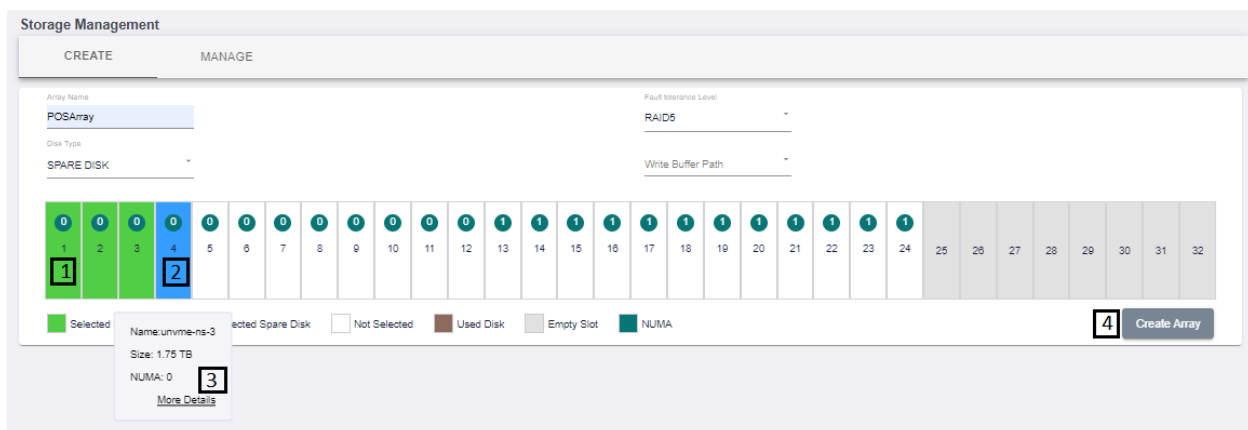 Storage Management
CREATE MANAGE
Array Name Fault tolerance Level
POSArray RAID5
Disk Type
SPARE DISK Write Buffer Path
0 0 0 0 0 0 0 0 0 0 0 0 1 1 1 1 1 1 1 1 1 1 1 1
1 2 3 4 5 6 7 8 9 10 11 12 13 14 15 16 17 18 19 20 21 22 23 24 25 26 27 28 29 30 31 32
1 2
Selected ected Spare Disk Not Selected Used Disk Empty Slot NUMA 4 Create Array
Name:unvme-ns-3
Size: 1.75 TB
NUMA: 0 3
More Details